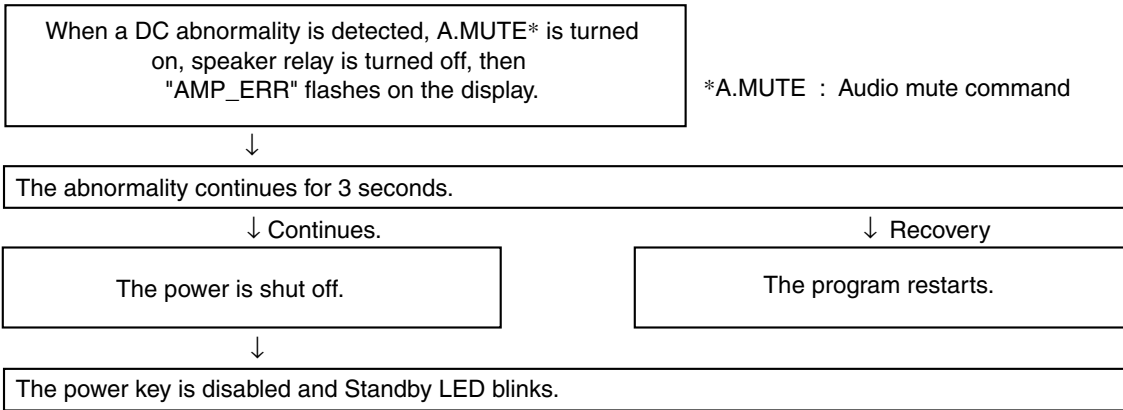 When a DC abnormality is detected, A.MUTE* is turned
on, speaker relay is turned off, then
"AMP_ERR" flashes on the display.
*A.MUTE : Audio mute command
↓
The abnormality continues for 3 seconds.
↓ Continues.
↓ Recovery
The power is shut off.
The program restarts.
↓
The power key is disabled and Standby LED blinks.